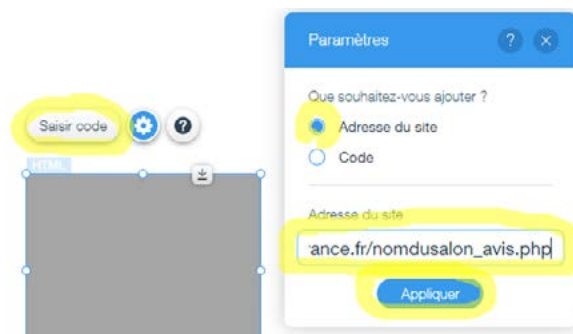 Paramètres
?
Que souhaitez-vous ajouter ?
Saisir code
?
Adresse du site
Code
HTML
Adresse du site
rance.fr/nomdusalon_avis.php
Appliquer